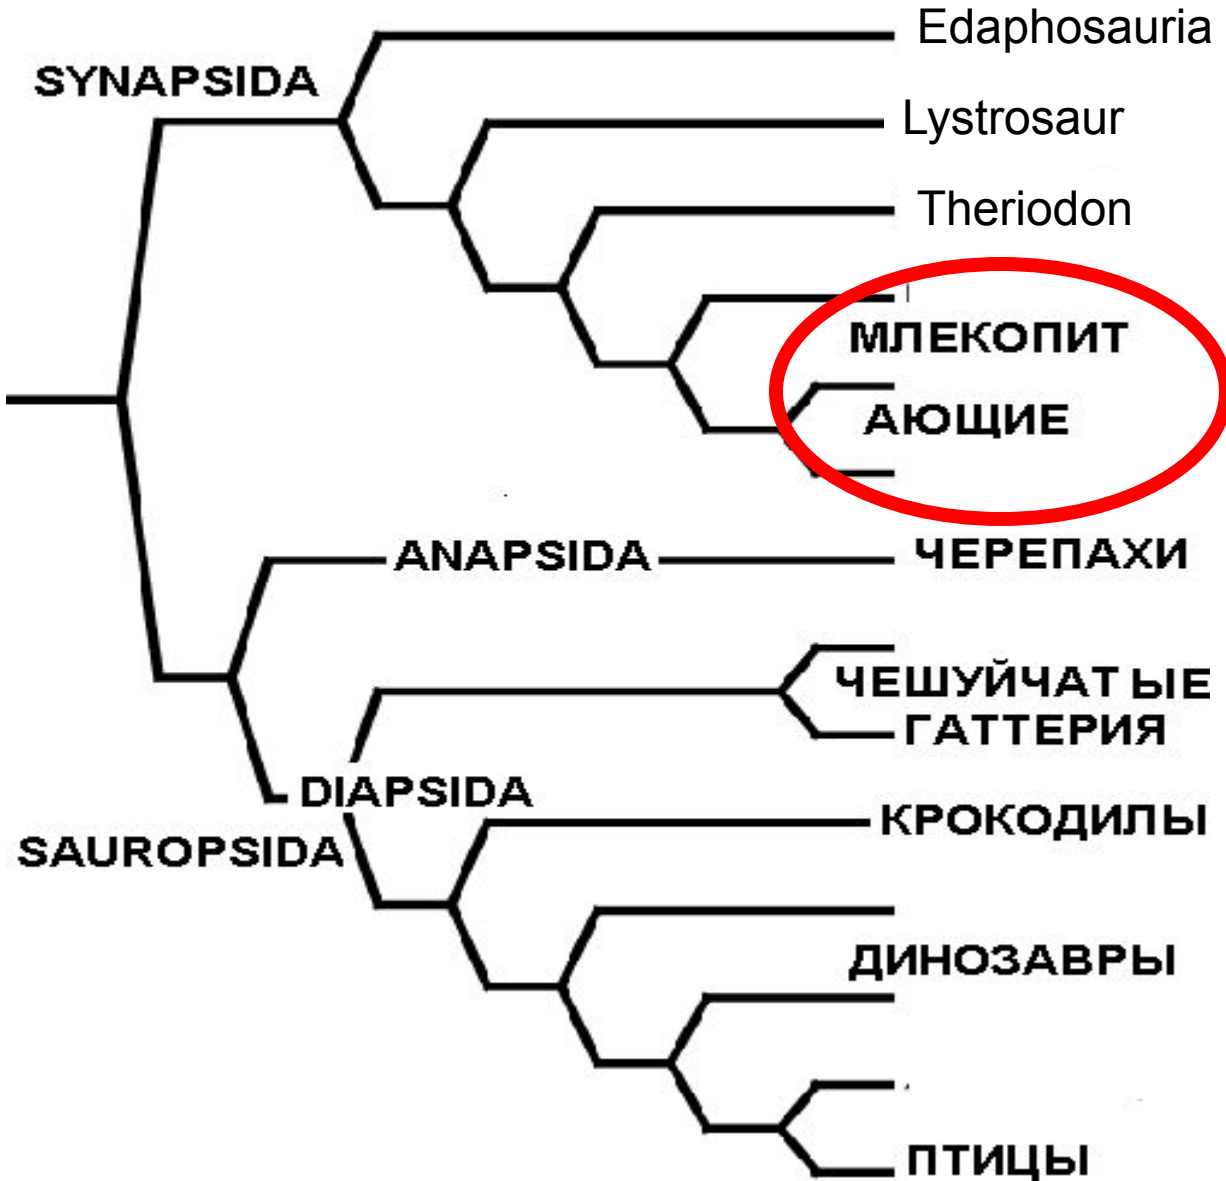 Edaphosauria
SYNAPSIDA
Lystrosaur
Theriodon
МЛЕКОПИТ
АЮЩИЕ
ANAPSIDA
ЧЕРЕПАХИ
ЧЕШУЙЧАТ ЫЕ
ГАТТЕРИЯ
DIAPSIDA
КРОКОДИЛЫ
SAUROPSIDA
ДИНОЗАВРЫ
ПТИЦЫ